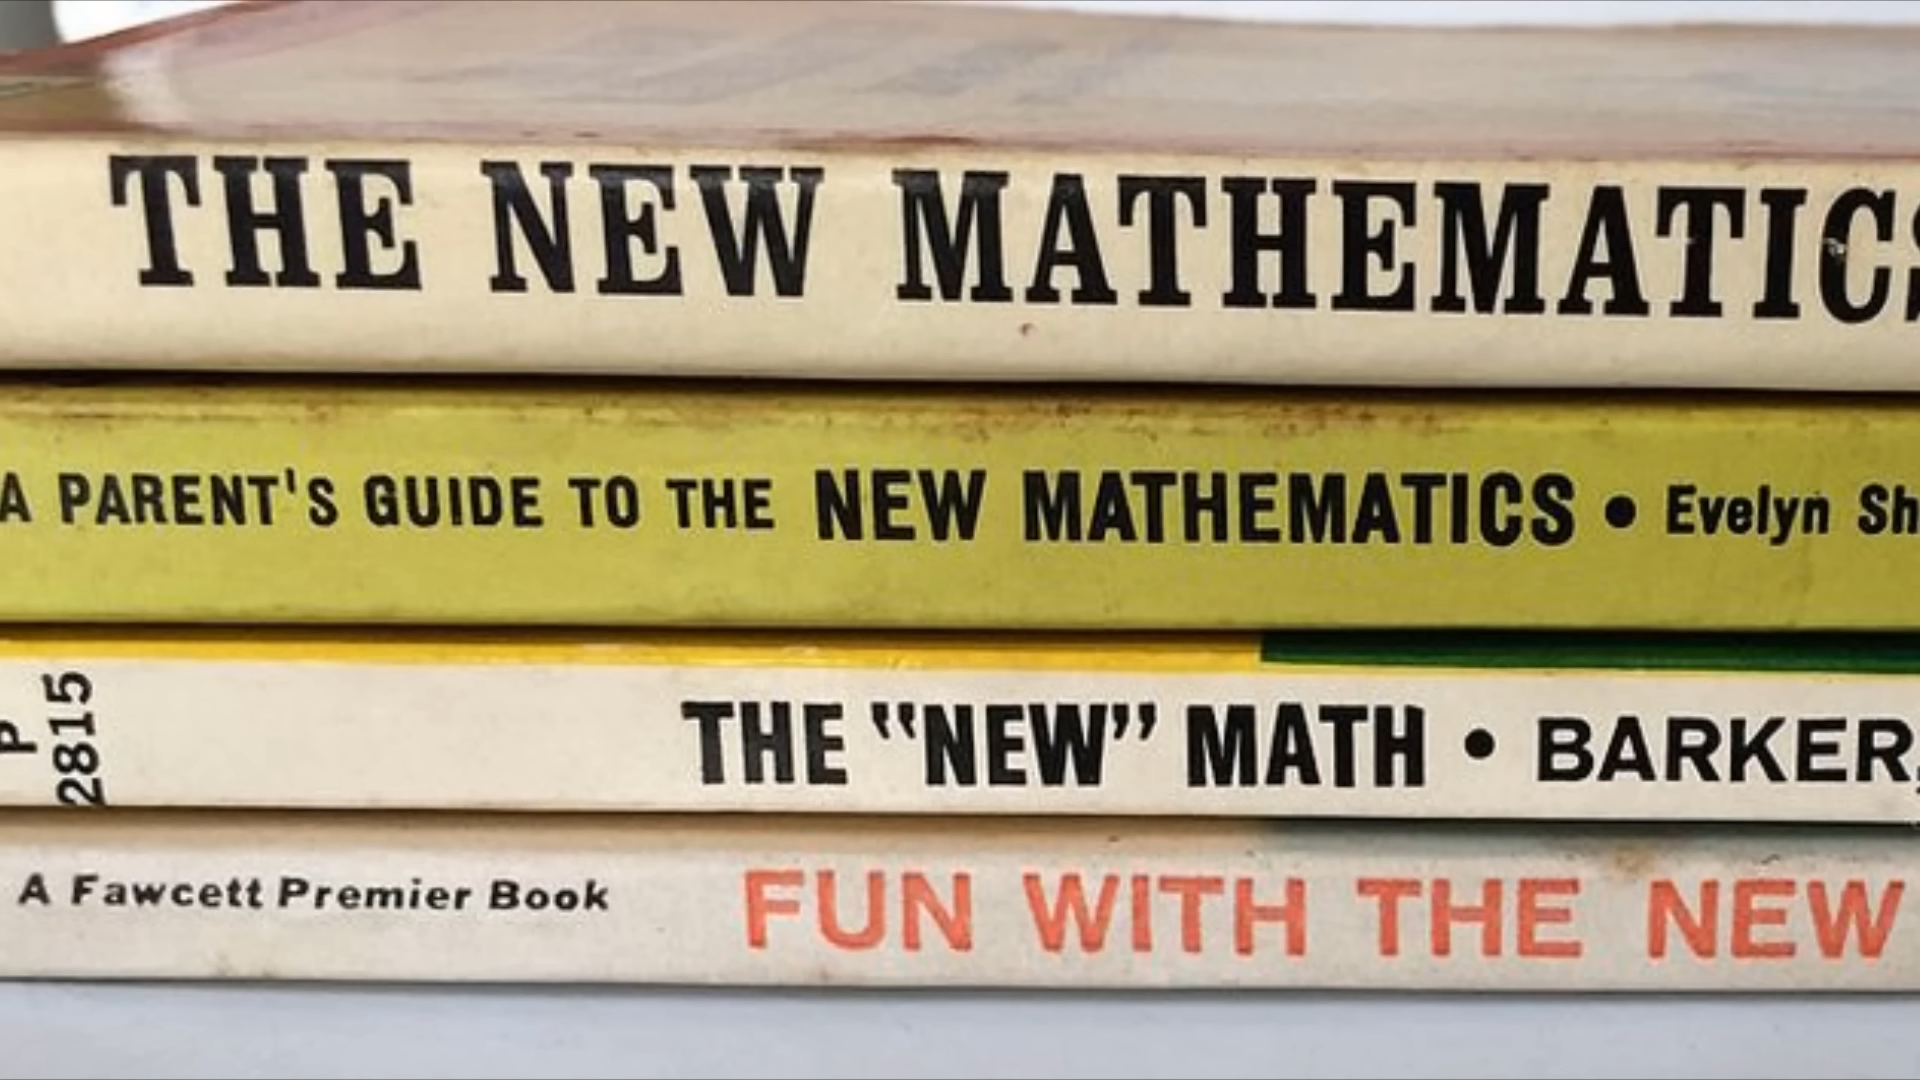 THE NEW MATHEMATICS
A PARENT'S GUIDE TO THE NEW MATHEMATICS • Evelyn Sh
P
2815
THE "NEW" MATH • BARKER,
A Fawcett Premier Book FUN WITH THE NEW